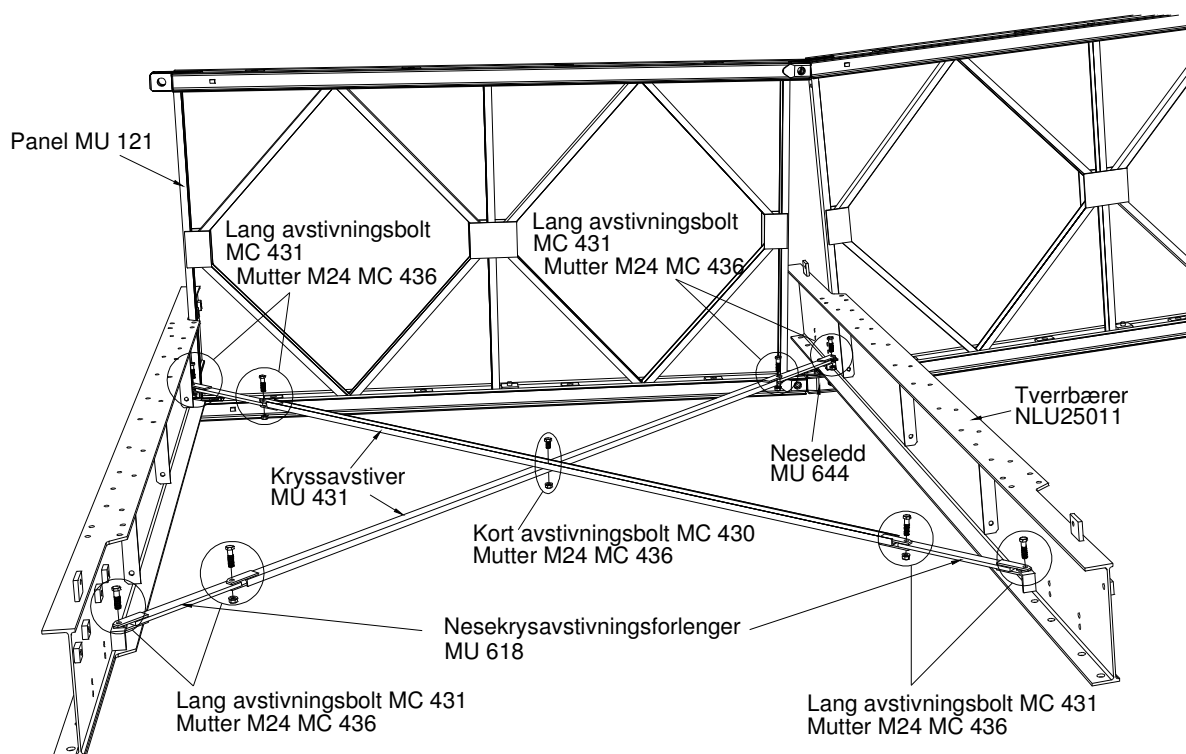 Panel MU 121
Lang avstivningsbolt
MC 431
Mutter M24 MC 436
Lang avstivningsbolt
MC 431
Mutter M24 MC 436
Tverrbærer
NLU25011
Neseledd
MU 644
Kryssavstiver
MU 431
Kort avstivningsbolt MC 430
Mutter M24 MC 436
Nesekrysavstivningsforlenger
MU 618
Lang avstivningsbolt MC 431
Mutter M24 MC 436
Lang avstivningsbolt MC 431
Mutter M24 MC 436